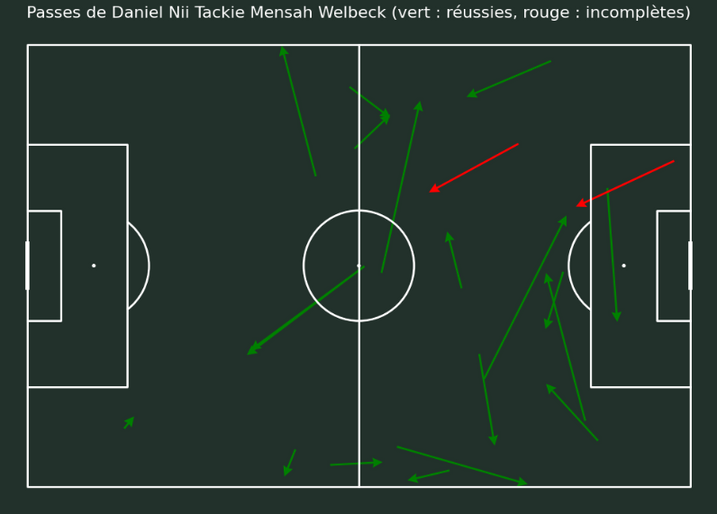 Passes de Daniel Nii Tackie Mensah Welbeck (vert : réussies, rouge : incomplètes)